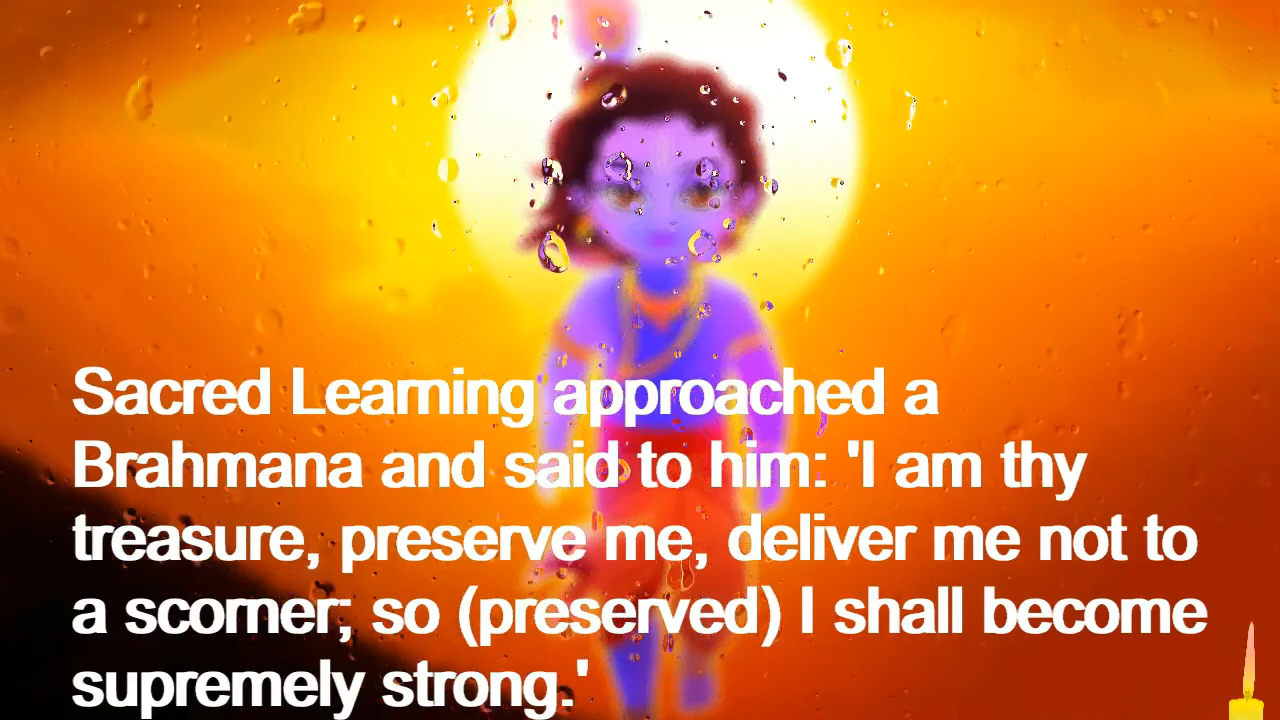 Sacred Learning approached a
Brahmana and said to him: 'I am thy
treasure, preserve me, deliver me not to
a scorner; so (preserved) I shall become
supremely strong.'